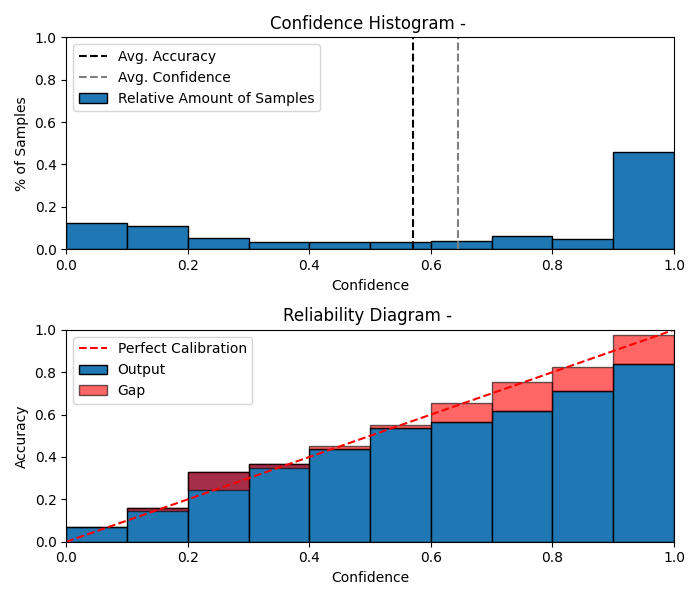 Confidence Histogram -
1.0
0.8
0.6
0.4
0.2
0.0
% of Samples
Avg. Accuracy
Avg. Confidence
Relative Amount of Samples
0.0 0.2 0.4 0.6 0.8 1.0
Confidence
Reliability Diagram -
1.0
0.8
0.6
0.4
0.2
0.0
Accuracy
Perfect Calibration
Output
Gap
0.0 0.2 0.4 0.6 0.8 1.0
Confidence